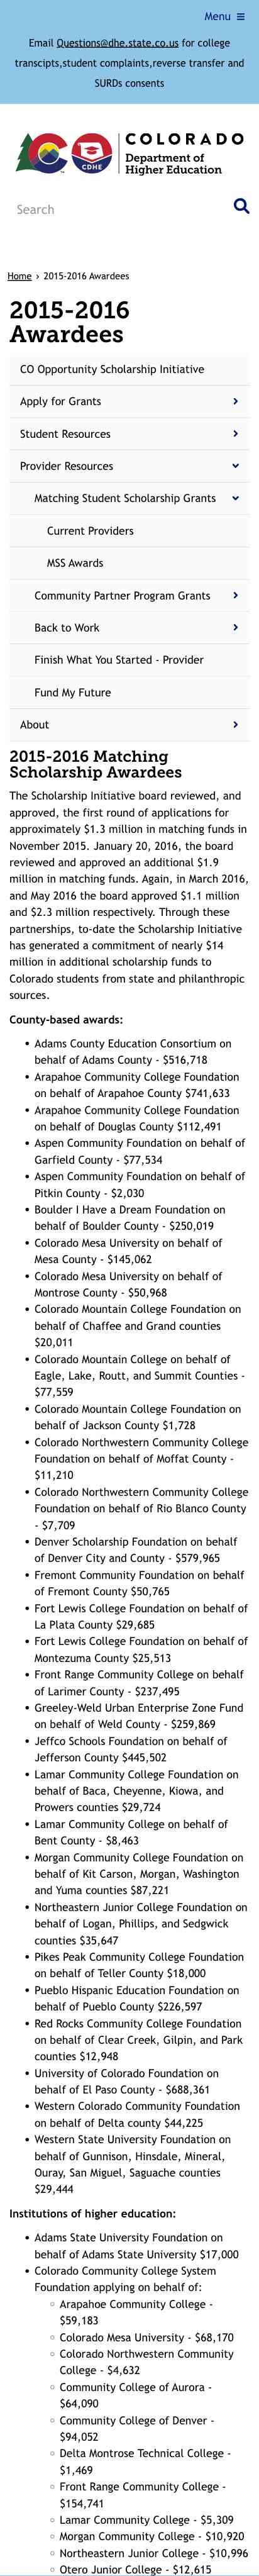 Menu
Email Questions@dhe.state.co.us for college
transcipts,student complaints,reverse transfer and
SURDs consents
COLORADO
Department of
Higher Education
CDHE
Search
Home › 2015-2016 Awardees
2015-2016
Awardees
CO Opportunity Scholarship Initiative
Apply for Grants
Student Resources
Provider Resources
Matching Student Scholarship Grants
Current Providers
MSS Awards
Community Partner Program Grants
Back to Work
Finish What You Started - Provider
Fund My Future
About
2015-2016 Matching
Scholarship Awardees
The Scholarship Initiative board reviewed, and
approved, the first round of applications for
approximately $1.3 million in matching funds in
November 2015. January 20, 2016, the board
reviewed and approved an additional $1.9
million in matching funds. Again, in March 2016,
and May 2016 the board approved $1.1 million
and $2.3 million respectively. Through these
partnerships, to-date the Scholarship Initiative
has generated a commitment of nearly $14
million in additional scholarship funds to
Colorado students from state and philanthropic
sources.
County-based awards:
• Adams County Education Consortium on
behalf of Adams County - $516,718
• Arapahoe Community College Foundation
on behalf of Arapahoe County $741,633
• Arapahoe Community College Foundation
on behalf of Douglas County $112,491
• Aspen Community Foundation on behalf of
Garfield County - $77,534
• Aspen Community Foundation on behalf of
Pitkin County - $2,030
• Boulder I Have a Dream Foundation on
behalf of Boulder County - $250,019
• Colorado Mesa University on behalf of
Mesa County - $145,062
• Colorado Mesa University on behalf of
Montrose County - $50,968
• Colorado Mountain College Foundation on
behalf of Chaffee and Grand counties
$20,011
• Colorado Mountain College on behalf of
Eagle, Lake, Routt, and Summit Counties -
$77,559
• Colorado Mountain College Foundation on
behalf of Jackson County $1,728
• Colorado Northwestern Community College
Foundation on behalf of Moffat County -
$11,210
• Colorado Northwestern Community College
Foundation on behalf of Rio Blanco County
- $7,709
• Denver Scholarship Foundation on behalf
of Denver City and County - $579,965
• Fremont Community Foundation on behalf
of Fremont County $50,765
• Fort Lewis College Foundation on behalf of
La Plata County $29,685
• Fort Lewis College Foundation on behalf of
Montezuma County $25,513
• Front Range Community College on behalf
of Larimer County - $237,495
• Greeley-Weld Urban Enterprise Zone Fund
on behalf of Weld County - $259,869
• Jeffco Schools Foundation on behalf of
Jefferson County $445,502
• Lamar Community College Foundation on
behalf of Baca, Cheyenne, Kiowa, and
Prowers counties $29,724
• Lamar Community College on behalf of
Bent County - $8,463
• Morgan Community College Foundation on
behalf of Kit Carson, Morgan, Washington
and Yuma counties $87,221
• Northeastern Junior College Foundation on
behalf of Logan, Phillips, and Sedgwick
counties $35,647
• Pikes Peak Community College Foundation
on behalf of Teller County $18,000
• Pueblo Hispanic Education Foundation on
behalf of Pueblo County $226,597
• Red Rocks Community College Foundation
on behalf of Clear Creek, Gilpin, and Park
counties $12,948
• University of Colorado Foundation on
behalf of El Paso County - $688,361
• Western Colorado Community Foundation
on behalf of Delta county $44,225
• Western State University Foundation on
behalf of Gunnison, Hinsdale, Mineral,
Ouray, San Miguel, Saguache counties
$29,444
Institutions of higher education:
• Adams State University Foundation on
behalf of Adams State University $17,000
• Colorado Community College System
Foundation applying on behalf of:
○ Arapahoe Community College -
$59,183
○ Colorado Mesa University - $68,170
○ Colorado Northwestern Community
College - $4,632
○ Community College of Aurora -
$64,090
○ Community College of Denver -
$94,052
○ Delta Montrose Technical College -
$1,469
○ Front Range Community College -
$154,741
○ Lamar Community College - $5,309
○ Morgan Community College - $10,920
○ Northeastern Junior College - $10,996
○ Otero Junior College - $12,615